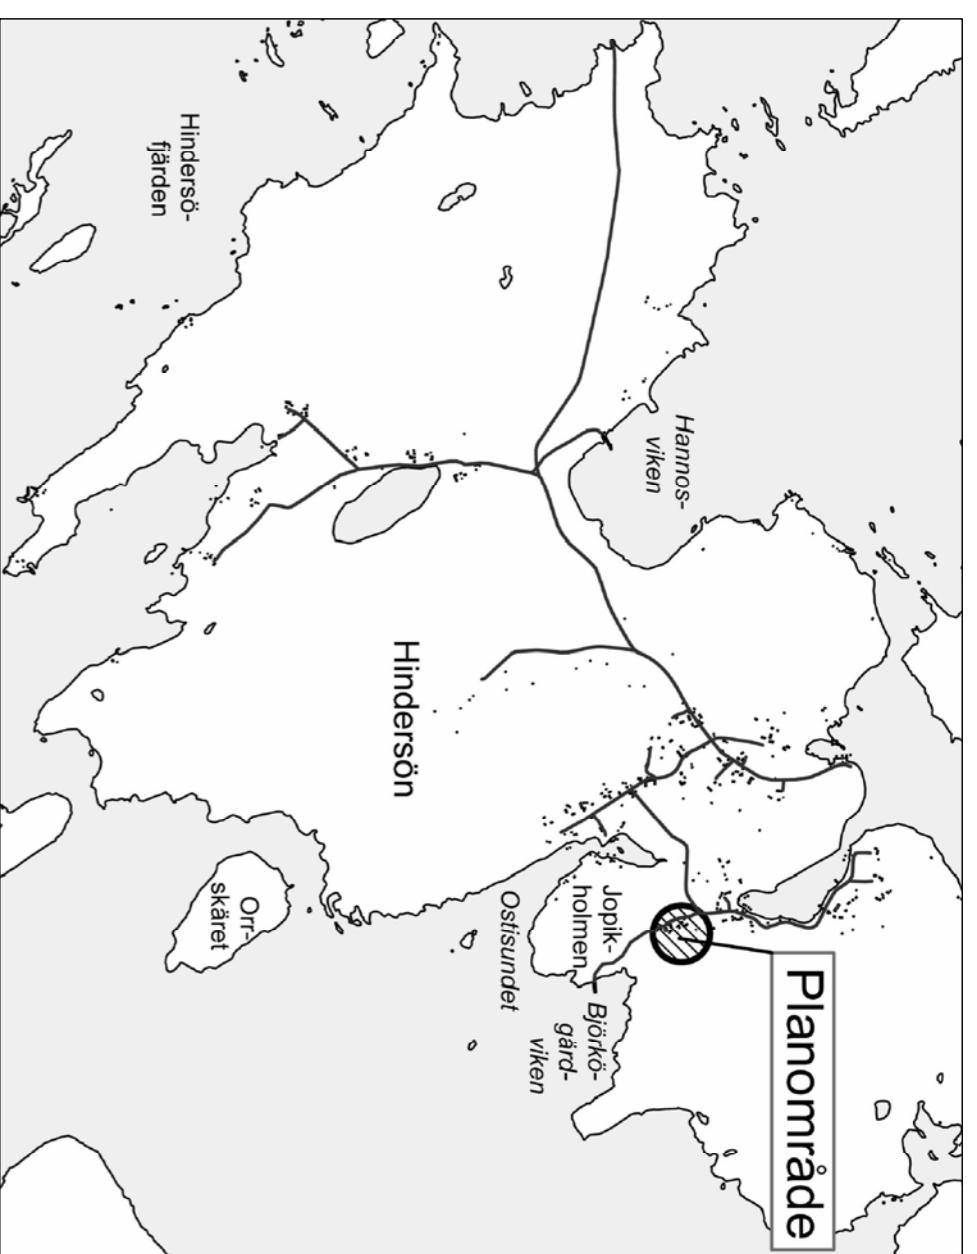 Planområde
Hannos-
viken
Jopik-
holmen
Björkö-
gärd-
viken
Ostisundet
Hindersön
Orr-
skäret
Hindersö-
fjärden